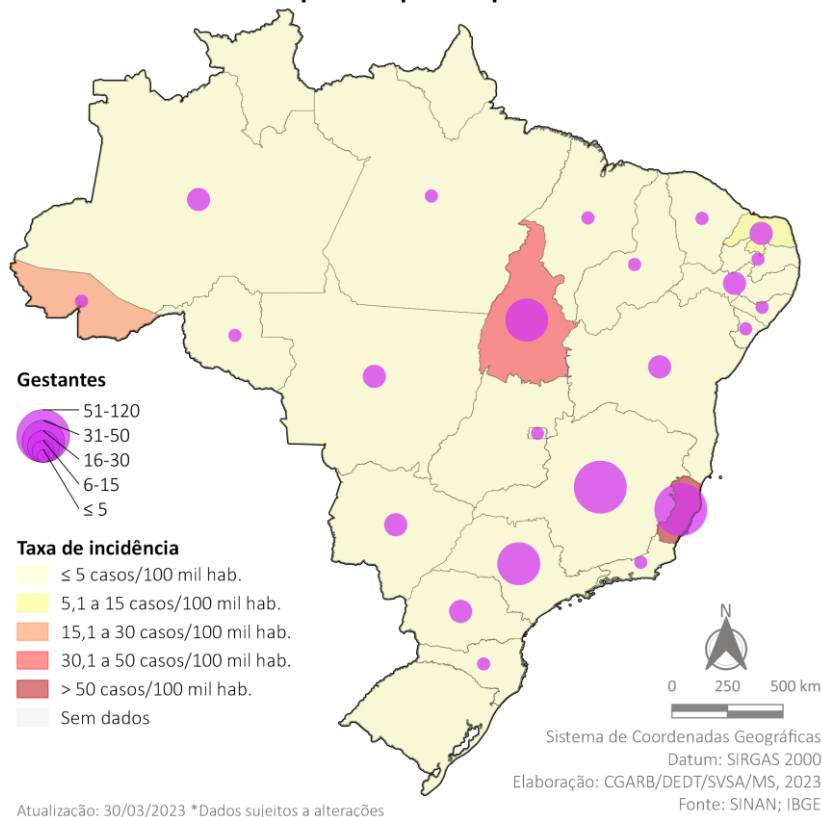 Gestantes
51-120
31-50
16-30
6-15
≤ 5
Taxa de incidência
≤ 5 casos/100 mil hab.
5,1 a 15 casos/100 mil hab.
15,1 a 30 casos/100 mil hab.
30,1 a 50 casos/100 mil hab.
> 50 casos/100 mil hab.
Sem dados
N
0 250 500 km
Sistema de Coordenadas Geográficas
Datum: SIRGAS 2000
Elaboração: CGARB/DEDT/SVSA/MS, 2023
Fonte: SINAN; IBGE
Atualização: 30/03/2023 *Dados sujeitos a alterações